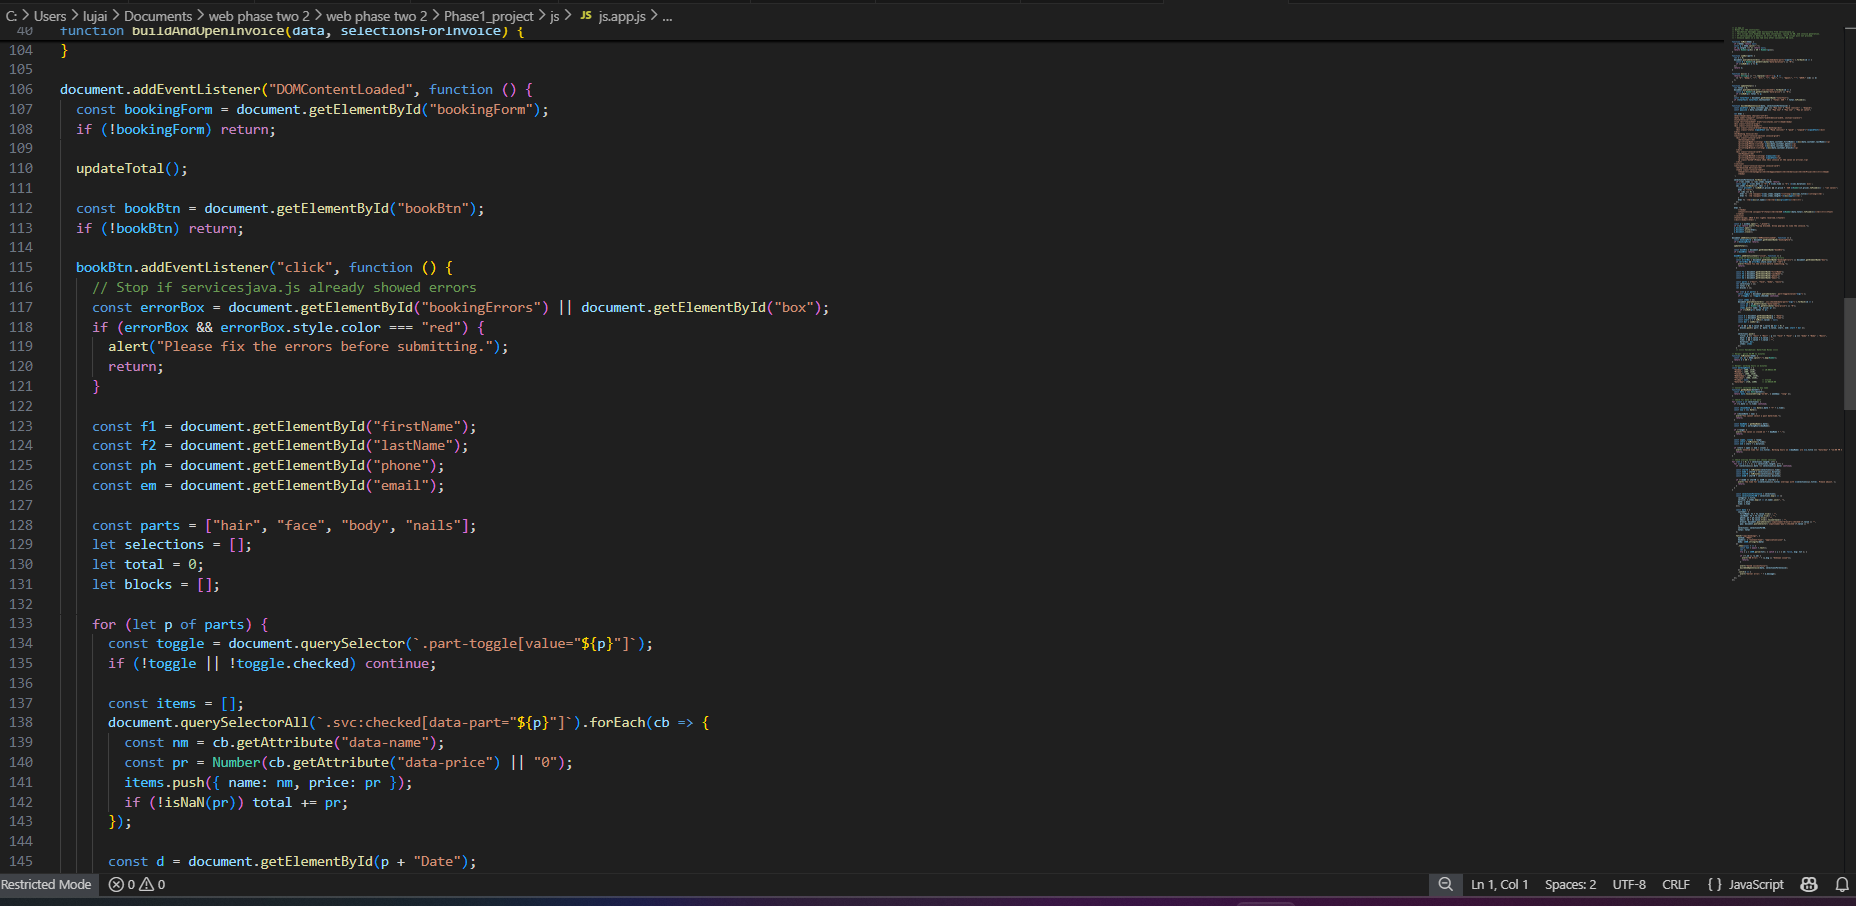 C: > Users > lujai > Documents > web phase two 2 > web phase two 2 > Phase1_project > js > JS js.app.js > ...
40 function buildAndOpenInvoice(data, selectionsForInvoice) {
104 }
105
106 document.addEventListener("DOMContentLoaded", function () {
107 const bookingForm = document.getElementById("bookingForm");
108 if (!bookingForm) return;
109
110 updateTotal();
111
112 const bookBtn = document.getElementById("bookBtn");
113 if (!bookBtn) return;
114
115 bookBtn.addEventListener("click", function () {
116 // Stop if servicesjava.js already showed errors
117 const errorBox = document.getElementById("bookingErrors") || document.getElementById("box");
118 if (errorBox && errorBox.style.color === "red") {
119 alert("Please fix the errors before submitting.");
120 return;
121 }
122
123 const f1 = document.getElementById("firstName");
124 const f2 = document.getElementById("lastName");
125 const ph = document.getElementById("phone");
126 const em = document.getElementById("email");
127
128 const parts = ["hair", "face", "body", "nails"];
129 let selections = [];
130 let total = 0;
131 let blocks = [];
132
133 for (let p of parts) {
134 const toggle = document.querySelector(`.part-toggle[value="${p}"]`);
135 if (!toggle || !toggle.checked) continue;
136
137 const items = [];
138 document.querySelectorAll(`.svc:checked[data-part="${p}"]`).forEach(cb => {
139 const nm = cb.getAttribute("data-name");
140 const pr = Number(cb.getAttribute("data-price") || "0");
141 items.push({ name: nm, price: pr });
142 if (!isNaN(pr)) total += pr;
143 });
144
145 const d = document.getElementById(p + "Date");
Restricted Mode 0 0 Ln 1, Col 1 Spaces: 2 UTF-8 CRLF { } JavaScript